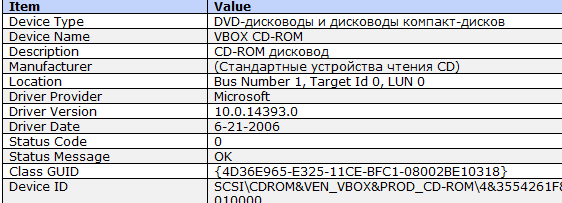 Item Value
Device Type DVD-дисководы и дисководы компакт-дисков
Device Name VBOX CD-ROM
Description CD-ROM дисковод
Manufacturer (Стандартные устройства чтения CD)
Location Bus Number 1, Target Id 0, LUN 0
Driver Provider Microsoft
Driver Version 10.0.14393.0
Driver Date 6-21-2006
Status Code 0
Status Message OK
Class GUID {4D36E965-E325-11CE-BFC1-08002BE10318}
Device ID SCSI\CDROM&VEN_VBOX&PROD_CD-ROM\4&3554261F&
010000